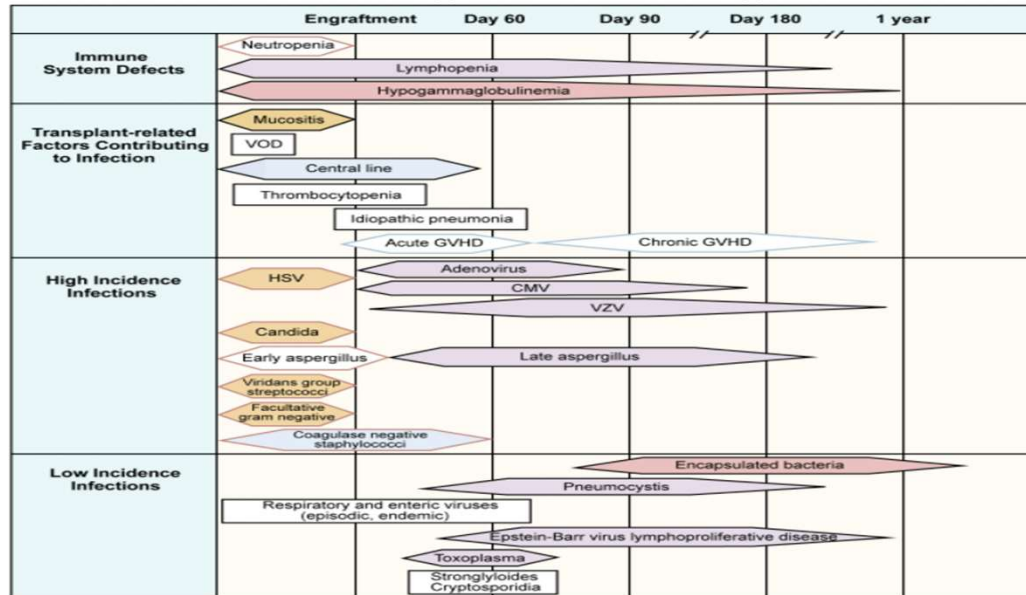 Engraftment Day 60 Day 90 Day 180 1 year
Immune
System Defects
Neutropenia
Lymphopenia
Hypogammaglobulinemia
Transplant-related
Factors Contributing
to Infection
Mucositis
VOD
Central line
Thrombocytopenia
Idiopathic pneumonia
Acute GVHD Chronic GVHD
High Incidence
Infections
HSV
Adenovirus
CMV
VZV
Candida
Early aspergillus Late aspergillus
Viridans group
streptococci
Facultative
gram negative
Coagulase negative
staphylococci
Low Incidence
Infections
Encapsulated bacteria
Pneumocystis
Respiratory and enteric viruses
(episodic, endemic)
Epstein-Barr virus lymphoproliferative disease
Toxoplasma
Stronglyloides
Cryptosporidia